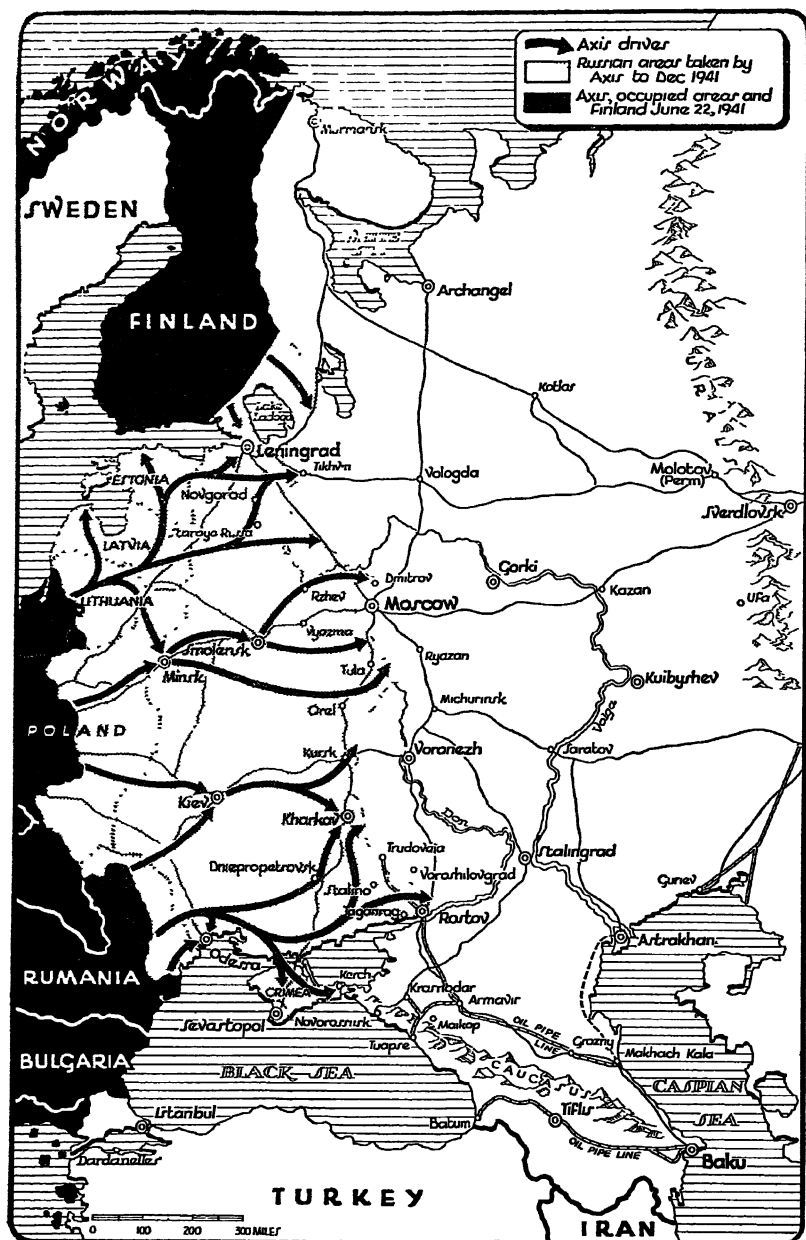 Axis drives
Russian areas taken by
Axis to Dec 1941
Axis, occupied areas and
Finland June 22, 1941
NORWAY
Murmansk
SWEDEN
Archangel
FINLAND
URAL
Kotlas
Lake
Ladoga
Leningrad
Tikhvin
Vologda
Molotov
(Perm)
ESTONIA
Novgorod
Sverdlovsk
Staraya Russa
LATVIA
Gorki
Dmitrov
Kazan
Rzhev
LITHUANIA
Moscow
Ufa
Vyazma
Smolensk
Ryazan
Minsk
Tula
Kuibyshev
Orel
Michurinsk
Volga
POLAND
Kursk
Voronezh
Saratov
Kiev
Kharkov
Don
Trudovaja
Stalingrad
Dniepropetrovsk
Voroshilovgrad
Stalino
Gurev
Taganrog
Rostov
Astrakhan
Odessa
RUMANIA
Kerch
CRIMEA
Krasnodar
Armavir
Sevastopol
Novorossisk
Maikop
OIL PIPE
LINE
Grozny
Tuapse
Makhach Kala
BULGARIA
BLACK SEA
CAUCASUS
CASPIAN
SEA
Istanbul
Batum
Tiflis
OIL PIPE LINE
Baku
Dardanelles
TURKEY
0 100 200 300 MILES
IRAN